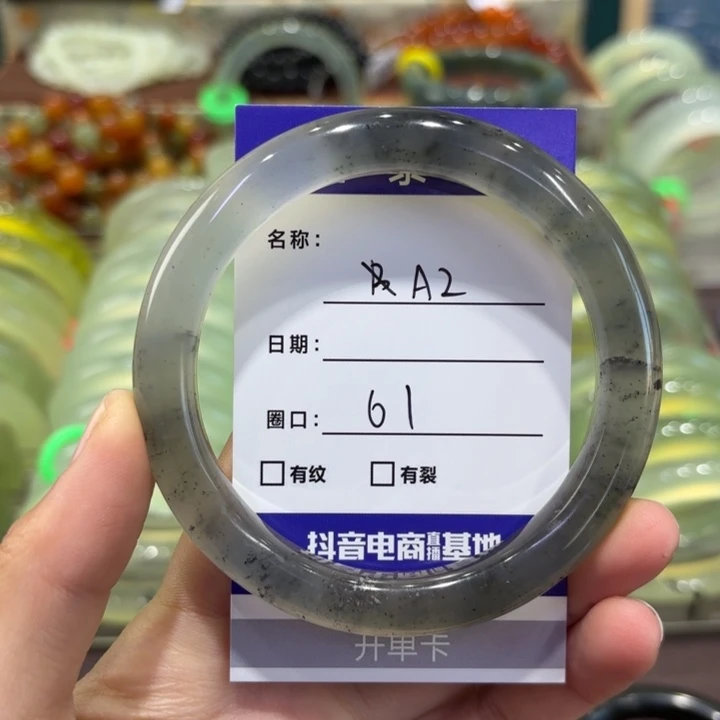 名称: A2
日期:
圈口: 61
□有纹 □有裂
抖音电商直播基地
开单卡